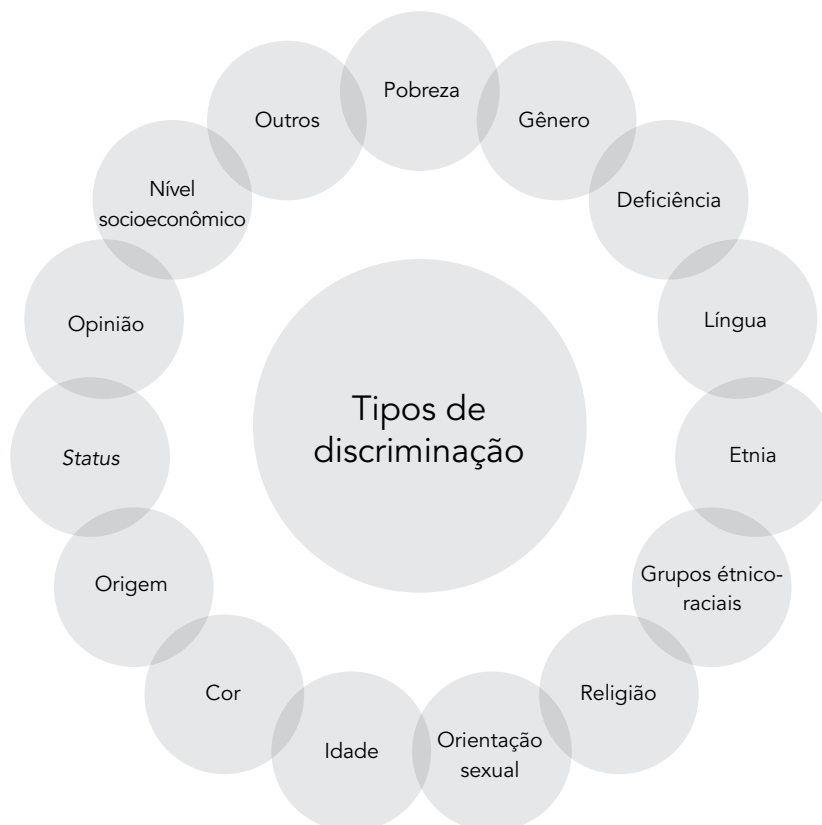 Tipos de
discriminação
Pobreza
Gênero
Deficiência
Língua
Etnia
Grupos étnico-
raciais
Religião
Orientação
sexual
Idade
Cor
Origem
Status
Opinião
Nível
socioeconômico
Outros